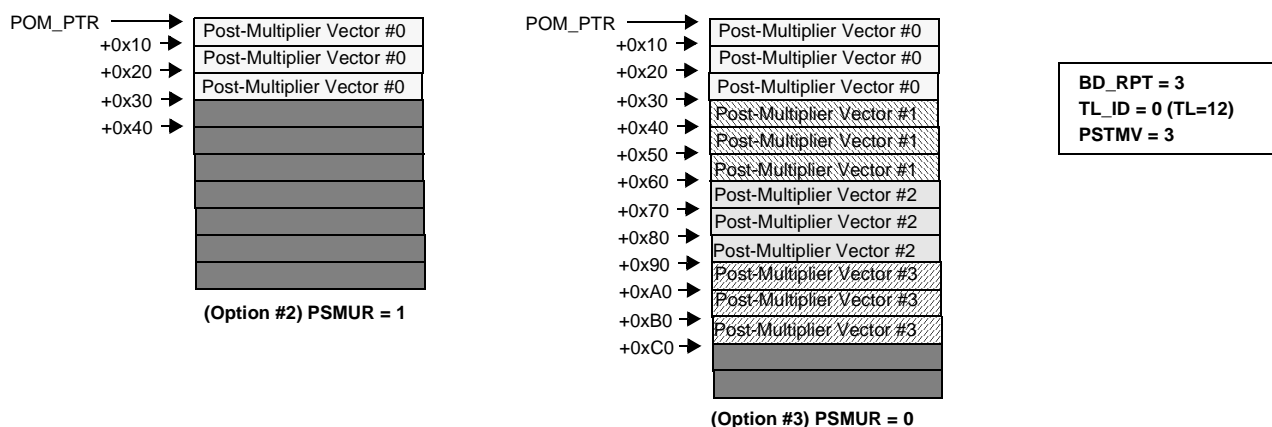 POM_PTR
Post-Multiplier Vector #0
+0x10
Post-Multiplier Vector #0
+0x20
Post-Multiplier Vector #0
+0x30
+0x40
(Option #2) PSMUR = 1
POM_PTR
Post-Multiplier Vector #0
+0x10
Post-Multiplier Vector #0
+0x20
Post-Multiplier Vector #0
+0x30
Post-Multiplier Vector #1
+0x40
Post-Multiplier Vector #1
+0x50
Post-Multiplier Vector #1
+0x60
Post-Multiplier Vector #2
+0x70
Post-Multiplier Vector #2
+0x80
Post-Multiplier Vector #2
+0x90
Post-Multiplier Vector #3
+0xA0
Post-Multiplier Vector #3
+0xB0
Post-Multiplier Vector #3
+0xC0
(Option #3) PSMUR = 0
BD_RPT = 3
TL_ID = 0 (TL=12)
PSTMV = 3